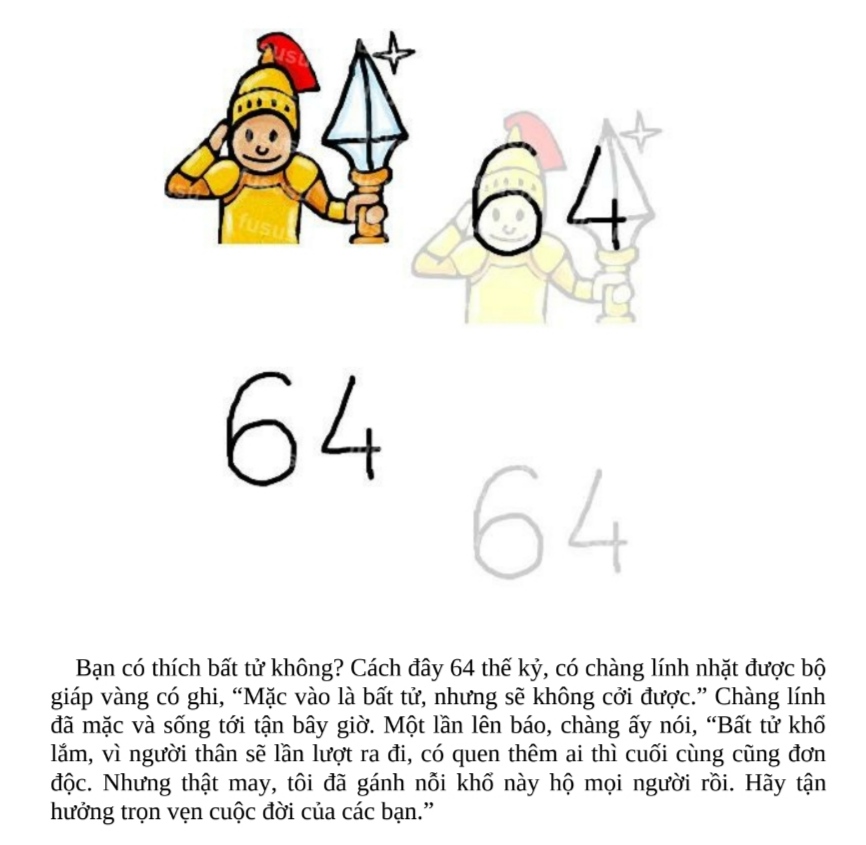 64
64
64
Bạn có thích bất tử không? Cách đây 64 thế kỷ, có chàng lính nhặt được bộ
giáp vàng có ghi, “Mặc vào là bất tử, nhưng sẽ không cởi được.” Chàng lính
đã mặc và sống tới tận bây giờ. Một lần lên báo, chàng ấy nói, “Bất tử khổ
lắm, vì người thân sẽ lần lượt ra đi, có quen thêm ai thì cuối cùng cũng đơn
độc. Nhưng thật may, tôi đã gánh nỗi khổ này hộ mọi người rồi. Hãy tận
hưởng trọn vẹn cuộc đời của các bạn.”